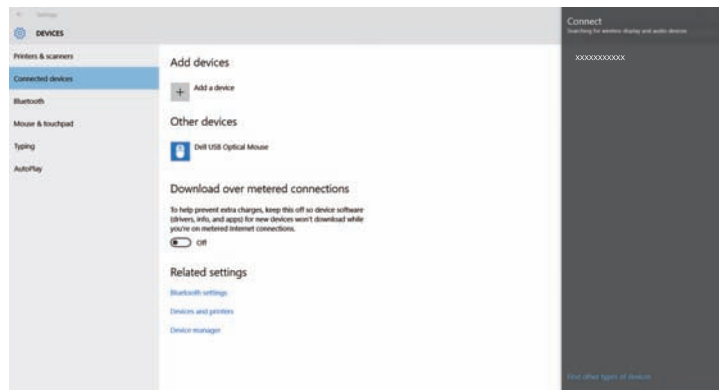 Settings
DEVICES
Printers & scanners
Connected devices
Bluetooth
Mouse & touchpad
Typing
AutoPlay
Add devices
Add a device
Other devices
Dell USB Optical Mouse
Download over metered connections
To help prevent extra charges, keep this off so device software
(drivers, info, and apps) for new devices won't download while
you're on metered Internet connections.
Off
Related settings
Bluetooth settings
Devices and printers
Device manager
Connect
Searching for wireless display and audio devices
xxxxxxxxxxx
Find other types of devices